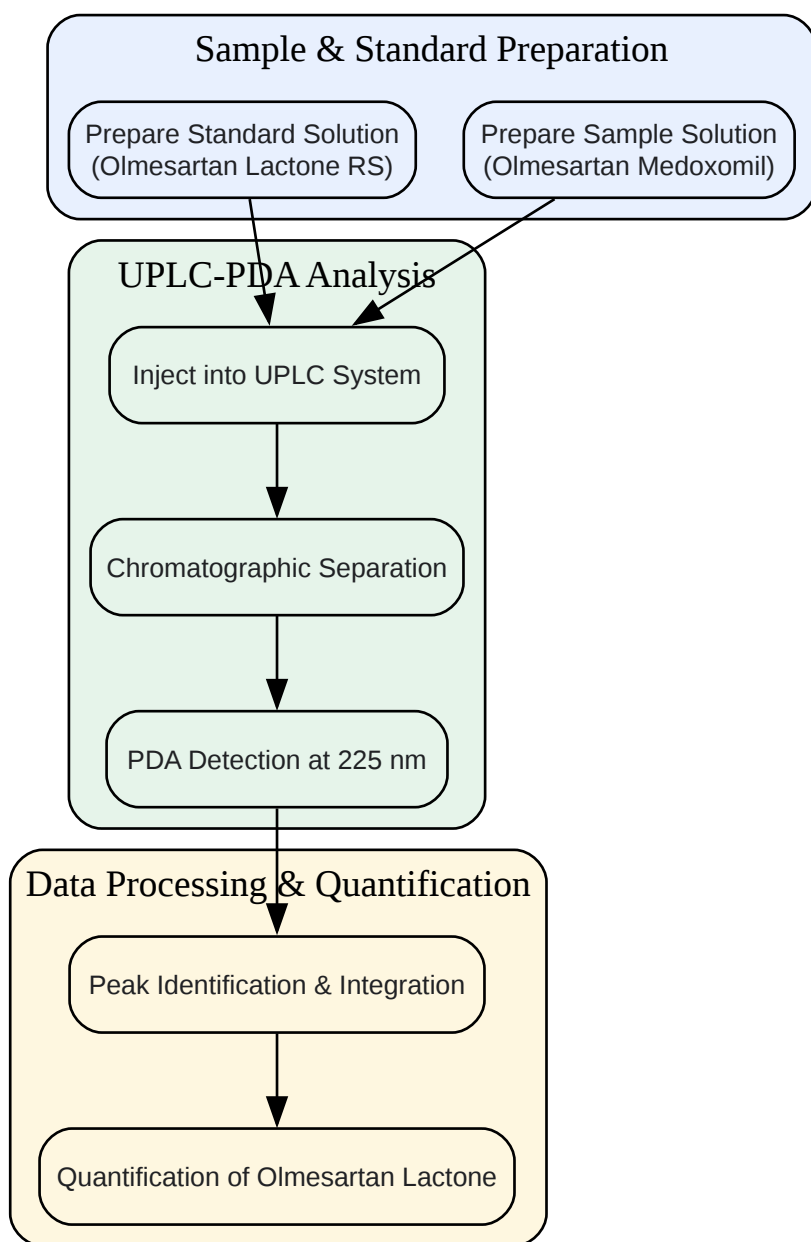 Sample & Standard Preparation
Prepare Standard Solution
(Olmesartan Lactone RS)
Prepare Sample Solution
(Olmesartan Medoxomil)
UPLC-PDA Analysis
Inject into UPLC System
Chromatographic Separation
PDA Detection at 225 nm
Data Processing & Quantification
Peak Identification & Integration
Quantification of Olmesartan Lactone